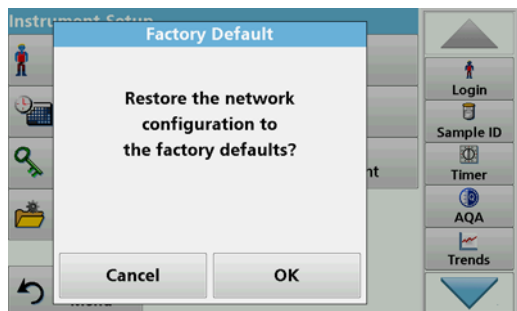 Instrument Setup
Factory Default
Restore the network
configuration to
the factory defaults?
Cancel
OK
Menu
Login
Sample ID
Timer
AQA
Trends